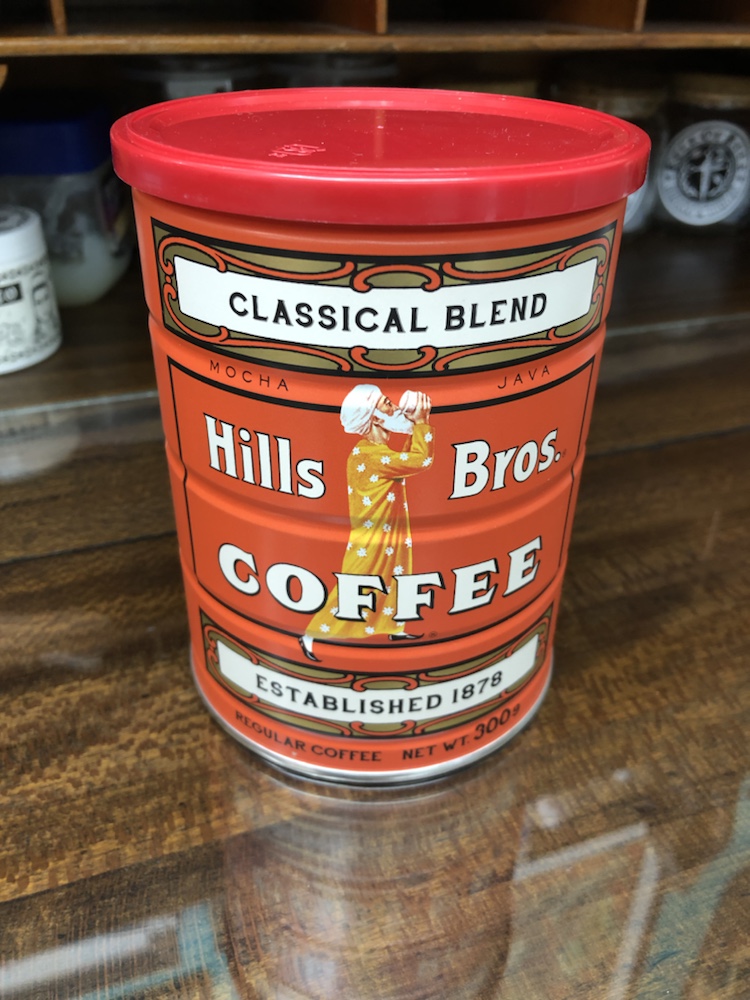 CLASSICAL BLEND
MOCHA JAVA
Hills Bros.
COFFEE
®
ESTABLISHED 1878
REGULAR COFFEE NET WT. 300g